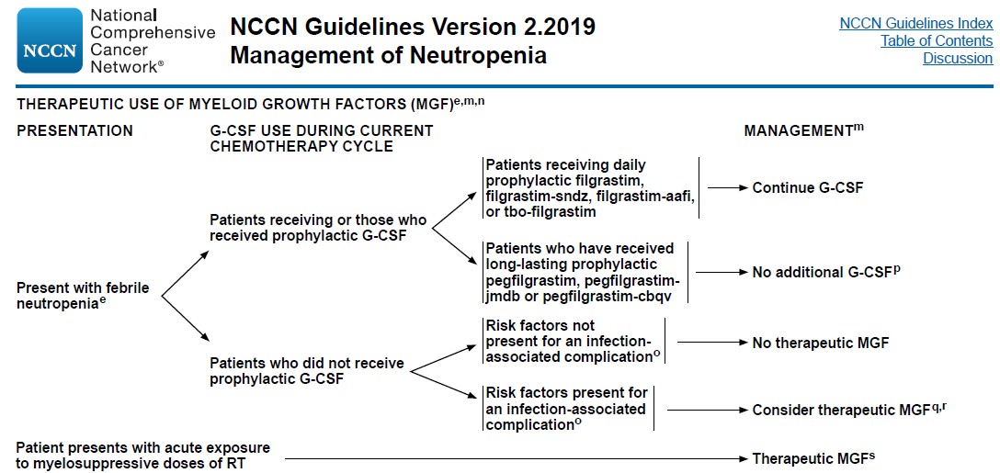 NCCN
National
Comprehensive
Cancer
Network®
NCCN Guidelines Version 2.2019
Management of Neutropenia
NCCN Guidelines Index
Table of Contents
Discussion
THERAPEUTIC USE OF MYELOID GROWTH FACTORS (MGF)e,m,n
PRESENTATION
G-CSF USE DURING CURRENT
CHEMOTHERAPY CYCLE
MANAGEMENTm
Present with febrile
neutropeniae
Patients receiving or those who
received prophylactic G-CSF
Patients receiving daily
prophylactic filgrastim,
filgrastim-sndz, filgrastim-aafi,
or tbo-filgrastim
Continue G-CSF
Patients who have received
long-lasting prophylactic
pegfilgrastim, pegfilgrastim-
jmdb or pegfilgrastim-cbqv
No additional G-CSFp
Patients who did not receive
prophylactic G-CSF
Risk factors not
present for an infection-
associated complicationo
No therapeutic MGF
Risk factors present for
an infection-associated
complicationo
Consider therapeutic MGFq,r
Patient presents with acute exposure
to myelosuppressive doses of RT
Therapeutic MGFs